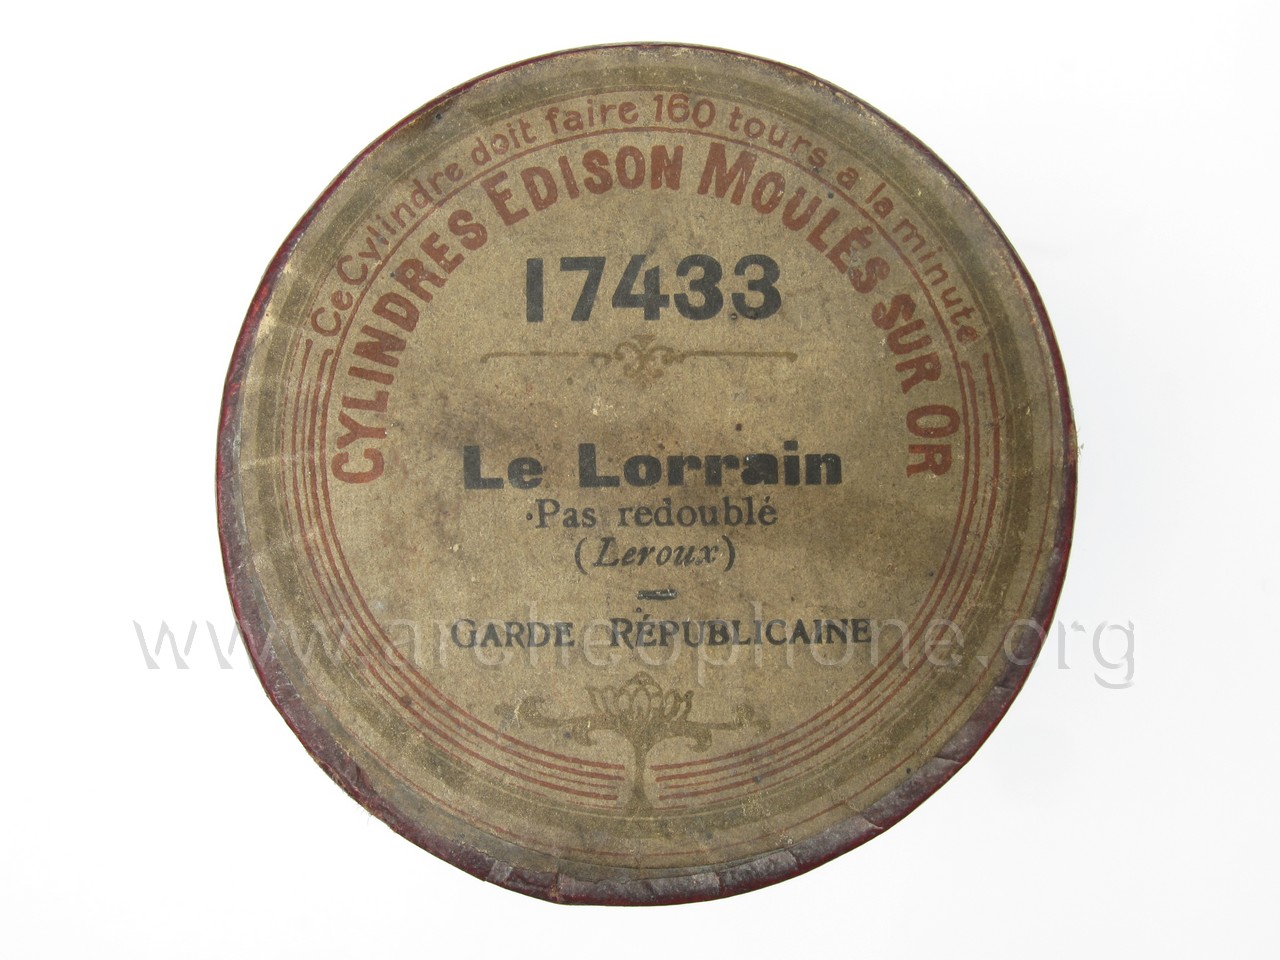 Ce Cylindre doit faire 160 tours a la minute
CYLINDRES EDISON MOULÉS SUR OR
17433
Le Lorrain
Pas redoublé
(Leroux)
GARDE RÉPUBLICAINE
www.archeophone.org